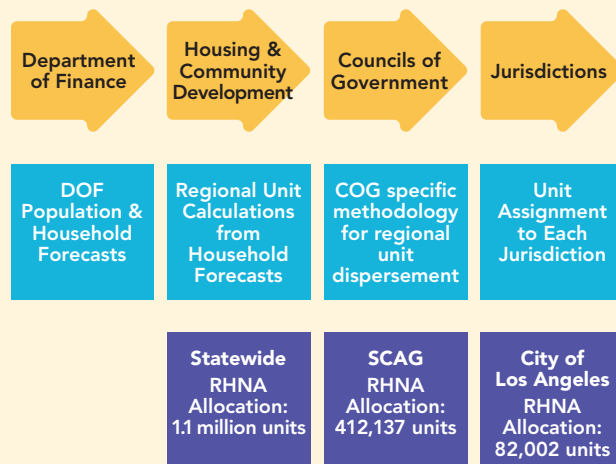 Department
of Finance
Housing &
Community
Development
Councils of
Government
Jurisdictions
DOF
Population &
Household
Forecasts
Regional Unit
Calculations
from
Household
Forecasts
COG specific
methodology
for regional
unit
dispersement
Unit
Assignment
to Each
Jurisdiction
Statewide
RHNA
Allocation:
1.1 million units
SCAG
RHNA
Allocation:
412,137 units
City of
Los Angeles
RHNA
Allocation:
82,002 units